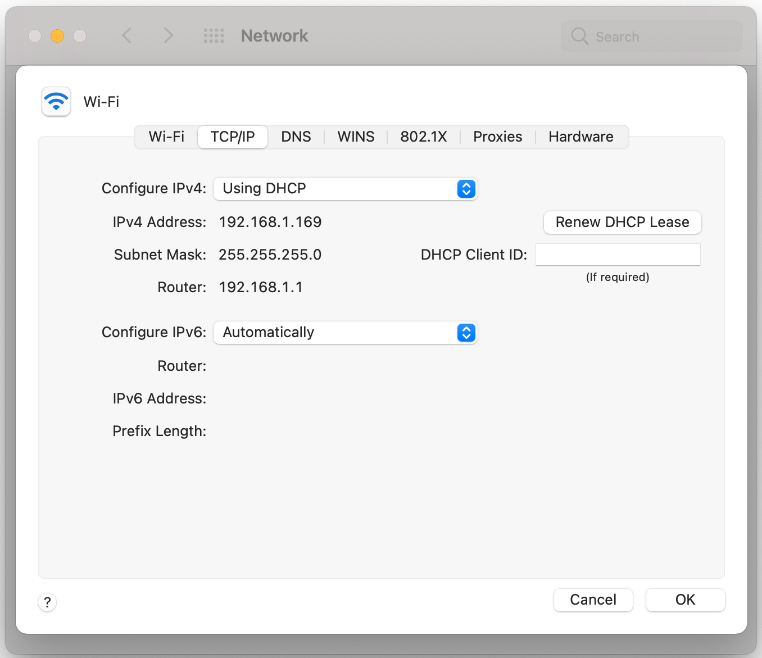 Network
Search
Wi-Fi
Wi-Fi TCP/IP DNS WINS 802.1X Proxies Hardware
Configure IPv4: Using DHCP
IPv4 Address: 192.168.1.169 Renew DHCP Lease
Subnet Mask: 255.255.255.0 DHCP Client ID:
(If required)
Router: 192.168.1.1
Configure IPv6: Automatically
Router:
IPv6 Address:
Prefix Length:
? Cancel OK